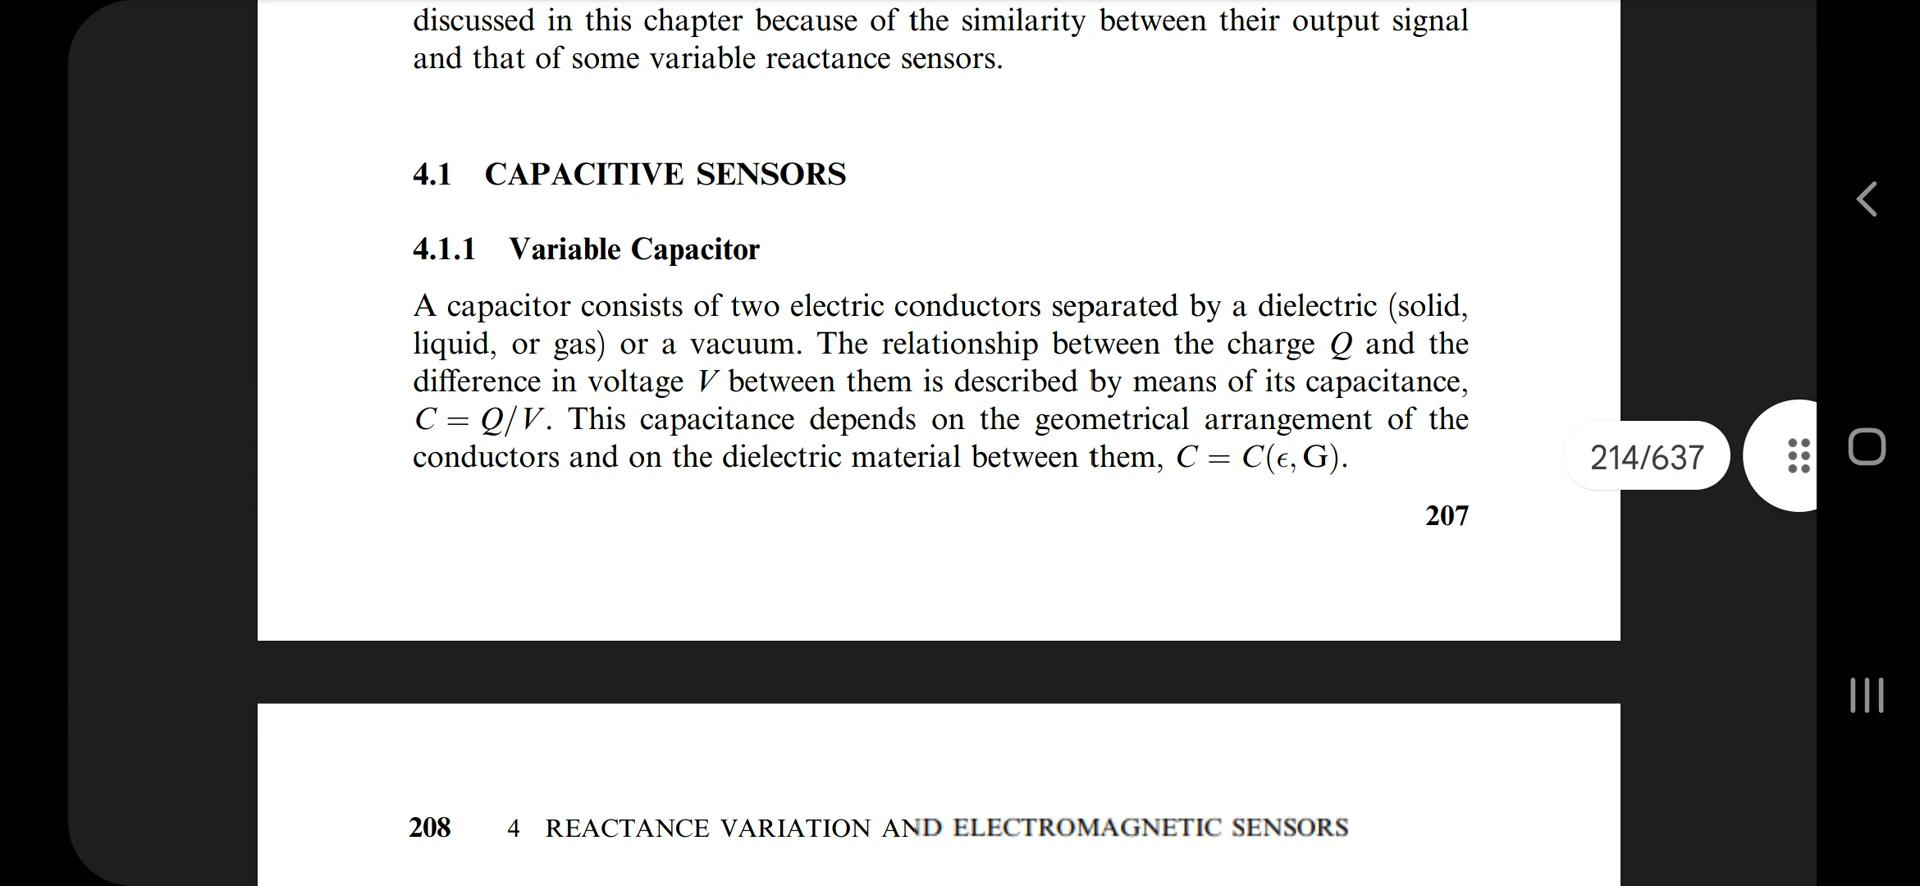 discussed in this chapter because of the similarity between their output signal
and that of some variable reactance sensors.
4.1 CAPACITIVE SENSORS
4.1.1 Variable Capacitor
A capacitor consists of two electric conductors separated by a dielectric (solid,
liquid, or gas) or a vacuum. The relationship between the charge Q and the
difference in voltage V between them is described by means of its capacitance,
C = Q/V. This capacitance depends on the geometrical arrangement of the
conductors and on the dielectric material between them, C = C(ϵ, G).
214/637
207
208 4 REACTANCE VARIATION AND ELECTROMAGNETIC SENSORS